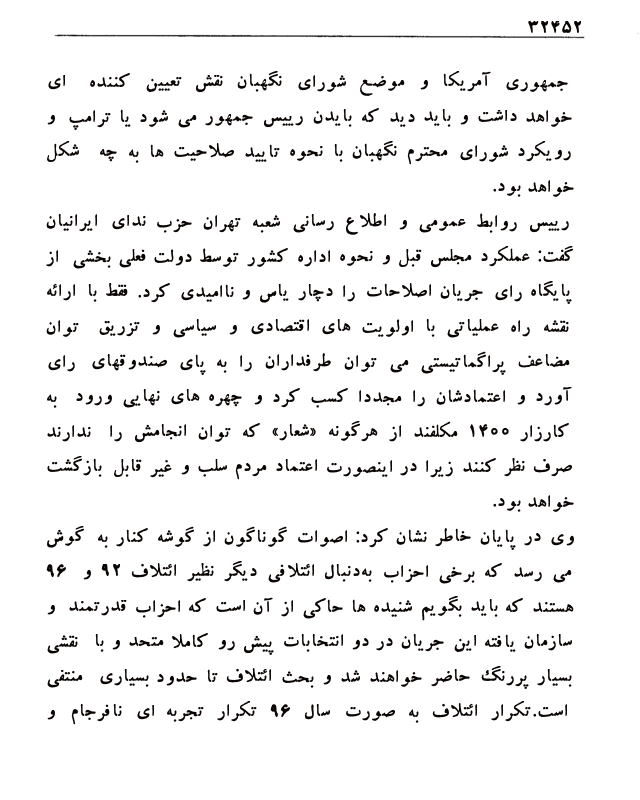 ۳۲۴۵۲
جمهوری آمریکا و موضع شورای نگهبان نقش تعیین کننده ای
خواهد داشت و باید دید که بایدن رییس جمهور می شود یا ترامپ و
رویکرد شورای محترم نگهبان با نحوه تایید صلاحیت ها به چه شکل
خواهد بود.
رییس روابط عمومی و اطلاع رسانی شعبه تهران حزب ندای ایرانیان
گفت: عملکرد مجلس قبل و نحوه اداره کشور توسط دولت فعلی بخشی از
پایگاه رای جریان اصلاحات را دچار یاس و ناامیدی کرد. فقط با ارائه
نقشه راه عملیاتی با اولویت های اقتصادی و سیاسی و تزریق توان
مضاعف پراگماتیستی می توان طرفداران را به پای صندوقهای رای
آورد و اعتمادشان را مجددا کسب کرد و چهره های نهایی ورود به
کارزار ۱۴۰۰ مکلفند از هرگونه «شعار» که توان انجامش را ندارند
صرف نظر کنند زیرا در اینصورت اعتماد مردم سلب و غیر قابل بازگشت
خواهد بود.
وی در پایان خاطر نشان کرد: اصوات گوناگون از گوشه کنار به گوش
می رسد که برخی احزاب به‌دنبال ائتلافی دیگر نظیر ائتلاف ۹۲ و ۹۶
هستند که باید بگویم شنیده ها حاکی از آن است که احزاب قدرتمند و
سازمان یافته این جریان در دو انتخابات پیش رو کاملا متحد و با نقشی
بسیار پررنگ حاضر خواهند شد و بحث ائتلاف تا حدود بسیاری منتفی
است.تکرار ائتلاف به صورت سال ۹۶ تکرار تجربه ای نافرجام و